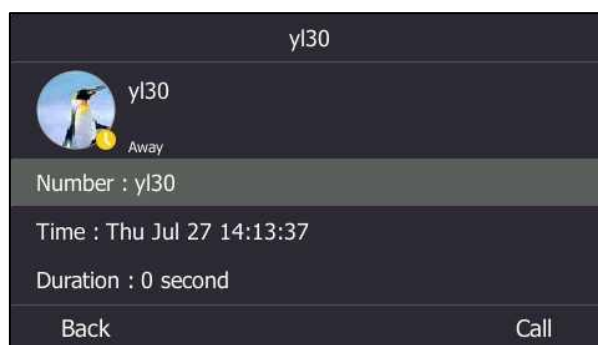 yl30
yl30
Away
Number : yl30
Time : Thu Jul 27 14:13:37
Duration : 0 second
Back Call